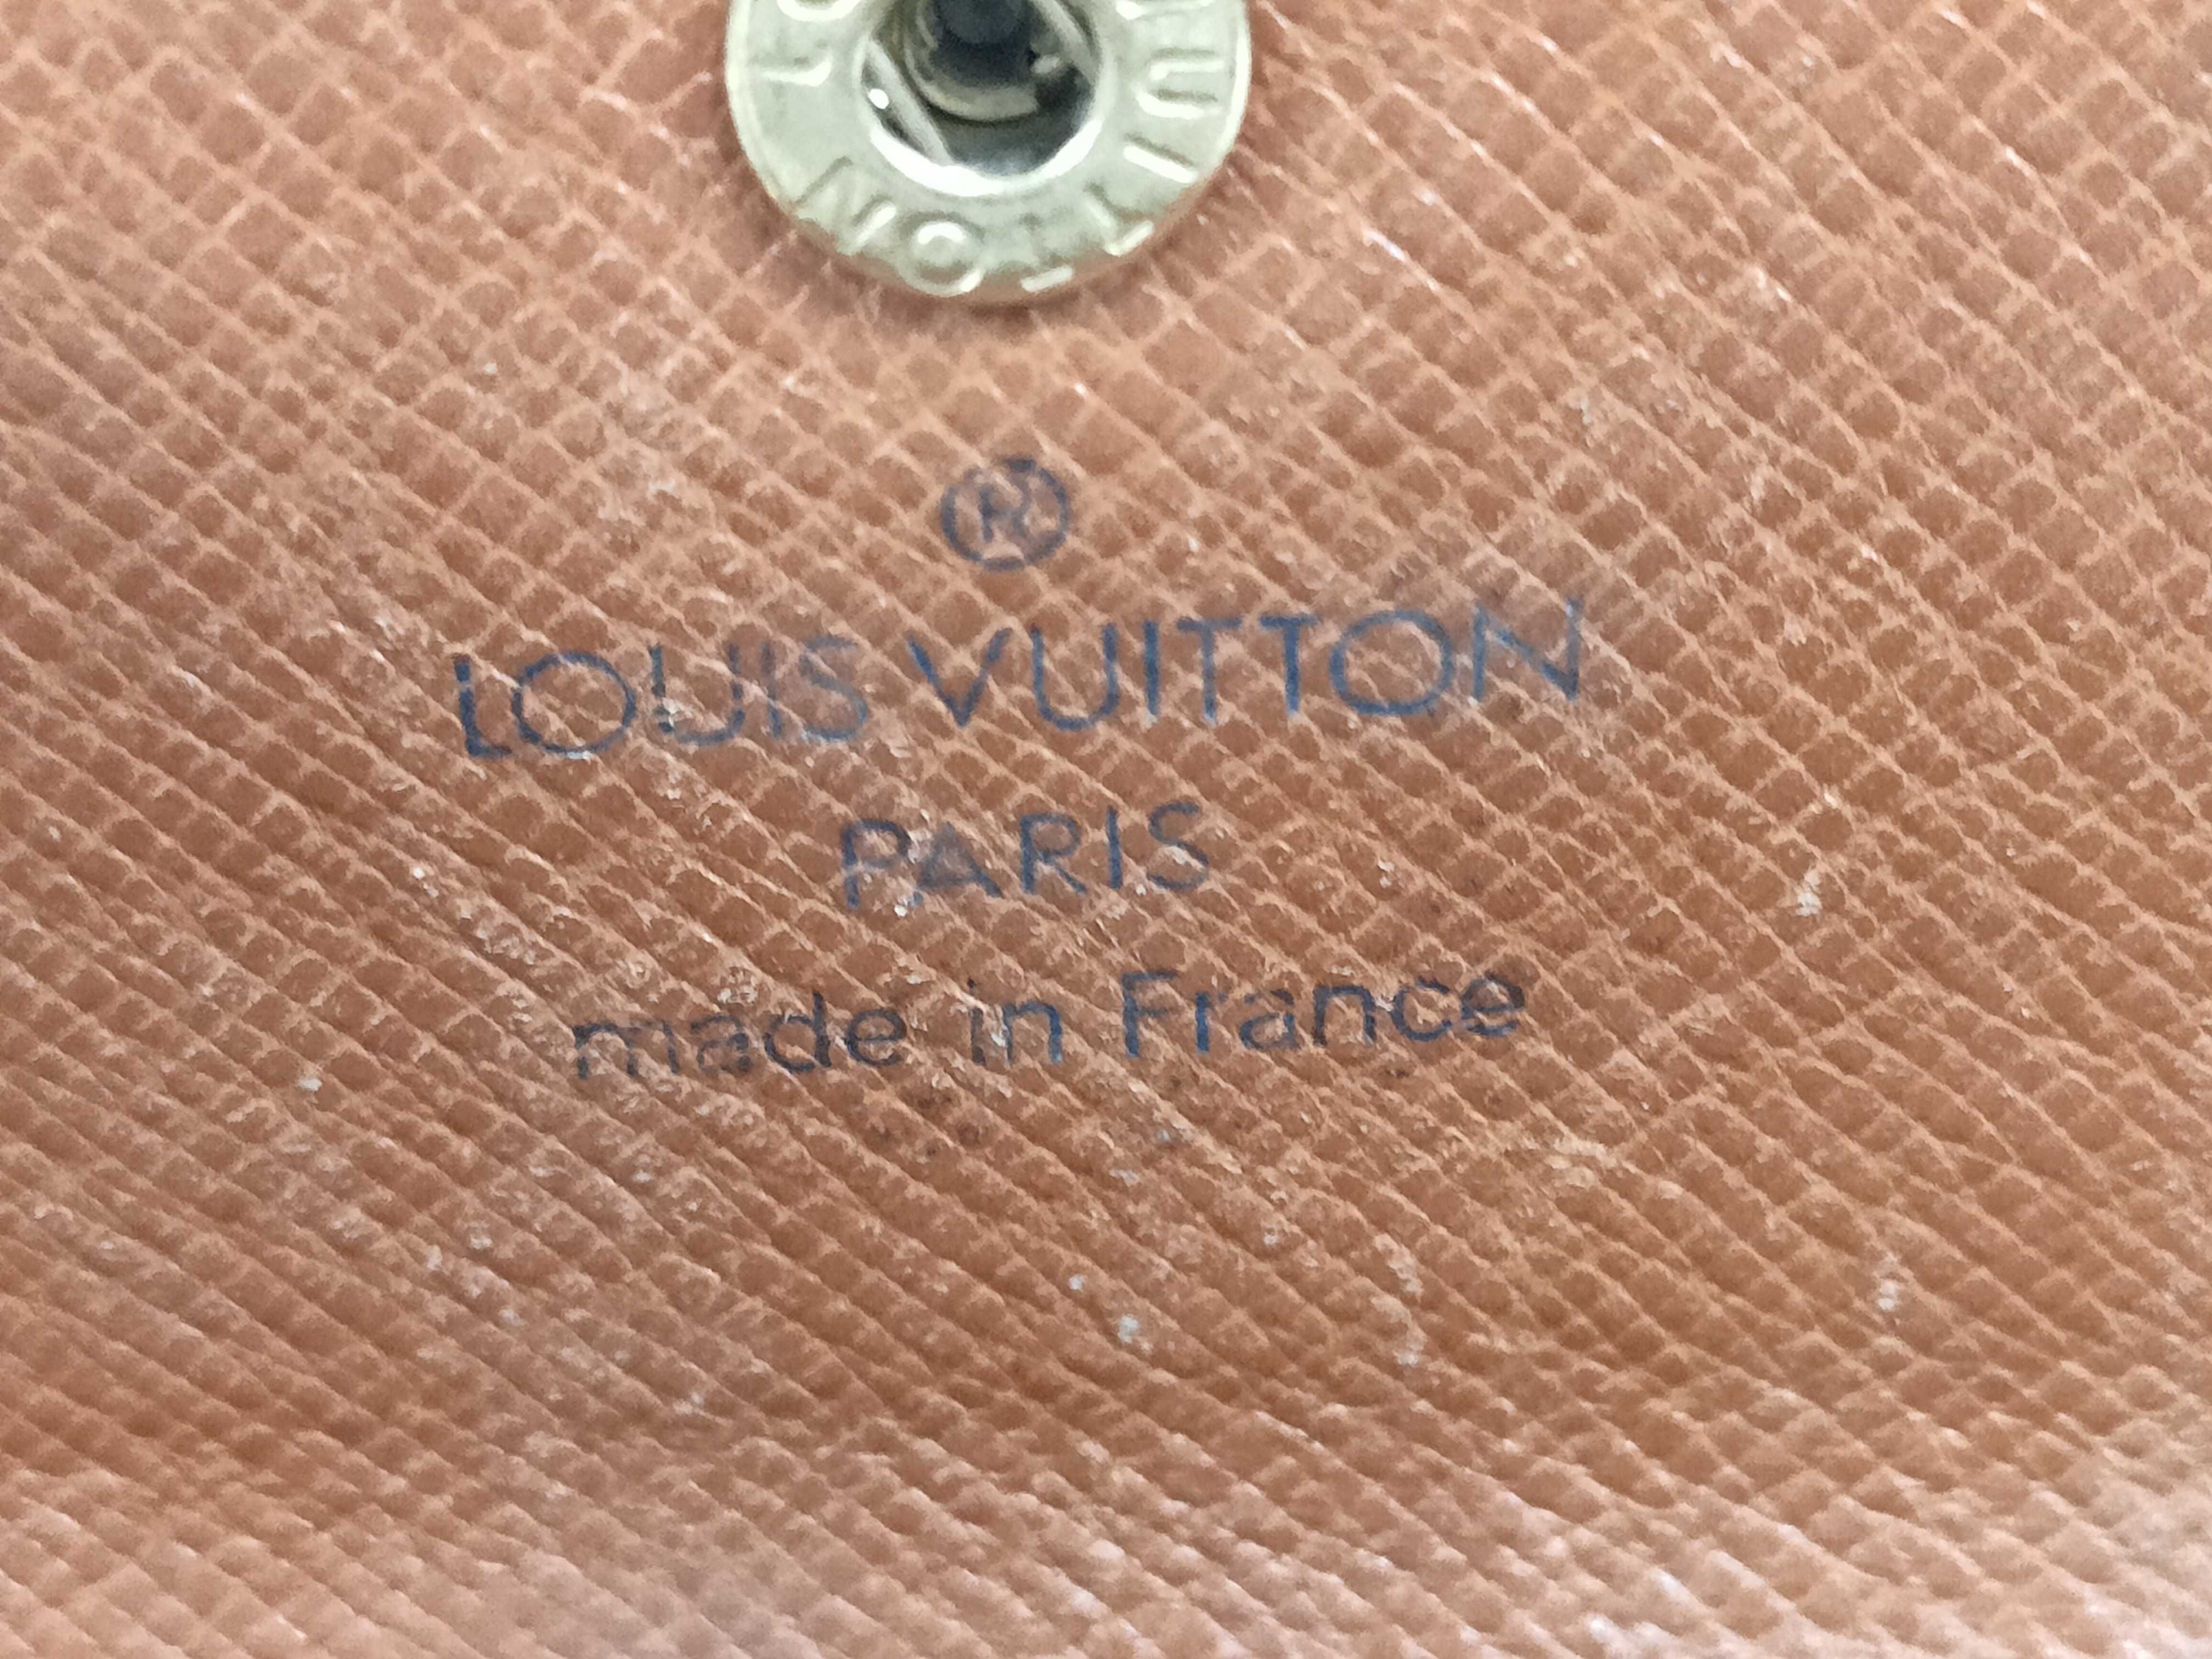 ®
LOUIS VUITTON
PARIS
made in France